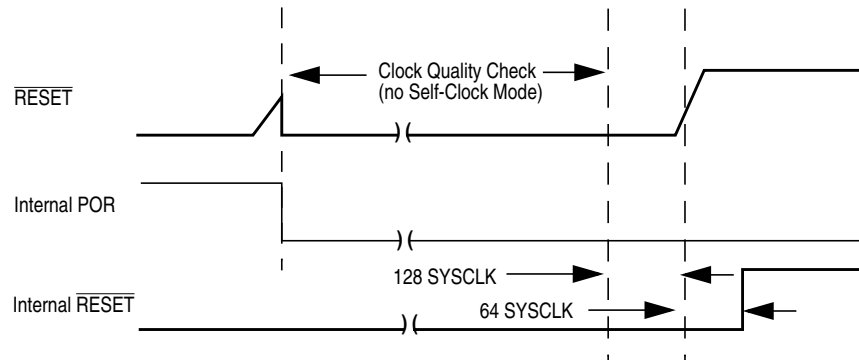 Clock Quality Check
(no Self-Clock Mode)
RESET
Internal POR
128 SYSCLK
64 SYSCLK
Internal RESET